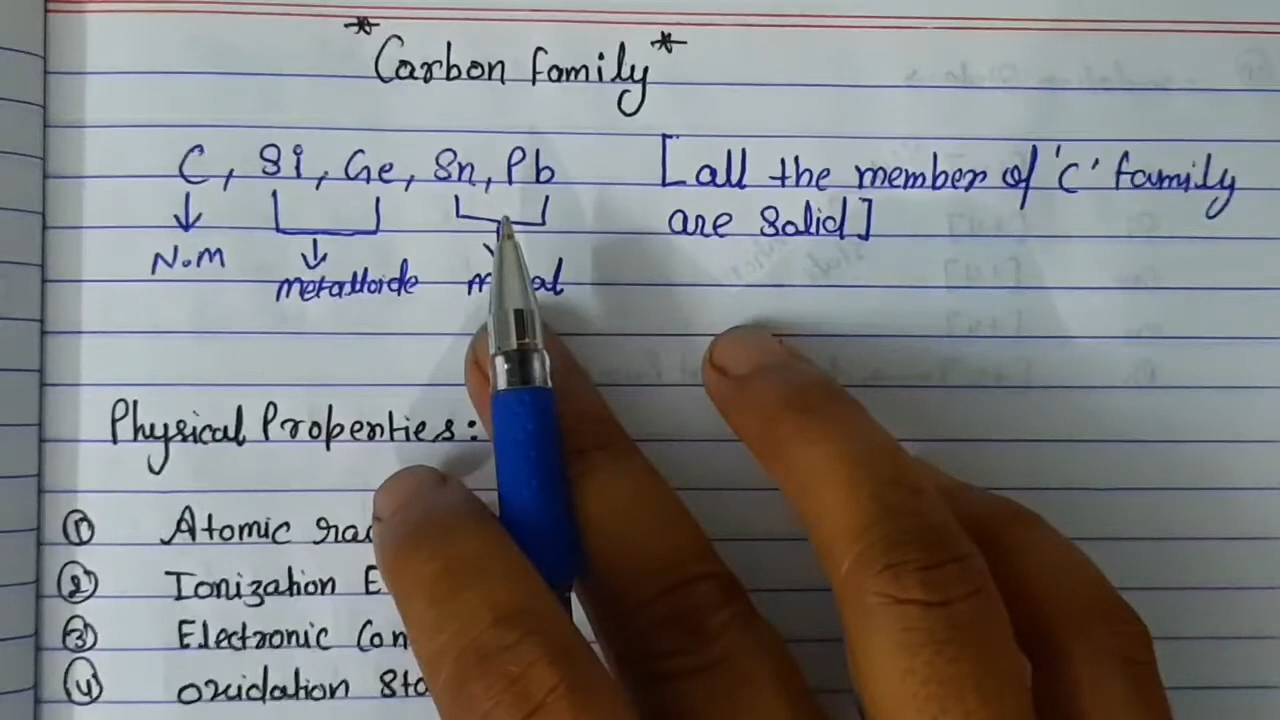 *Carbon family*
C, Si, Ge, Sn, Pb [all the member of 'C' family
are Solid]
N.M
metalloide
Physical Properties:
① Atomic
② Ionization
③ Electronic
④ Oxidation